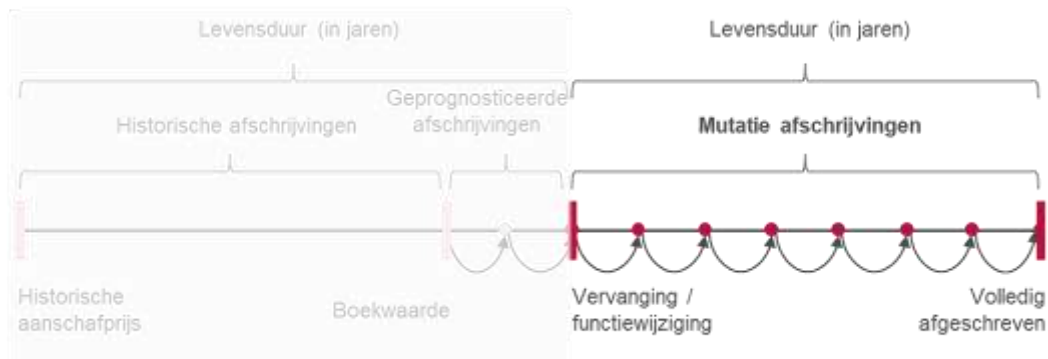 Levensduur (in jaren)
Levensduur (in jaren)
Geprognosticeerde
afschrijvingen
Historische afschrijvingen
Mutatie afschrijvingen
Historische
aanschafprijs
Boekwaarde
Vervanging /
functiewijziging
Volledig
afgeschreven